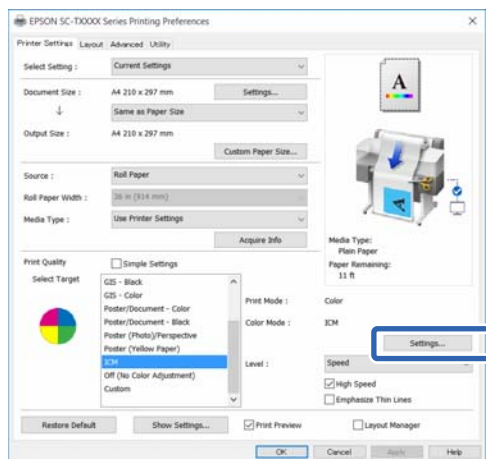 EPSON SC-TXXXX Series Printing Preferences
Printer Settings Layout Advanced Utility
Select Setting : Current Settings
Document Size : A4 210 x 297 mm Settings...
Same as Paper Size
Output Size : A4 210 x 297 mm
Custom Paper Size...
Source : Roll Paper
Roll Paper Width : 36 in (914 mm)
Media Type : Use Printer Settings
Acquire Info
A
Media Type:
Plain Paper
Paper Remaining:
11 ft
Print Quality Simple Settings
Select Target
GIS - Black
GIS - Color
Poster/Document - Color
Poster/Document - Black
Poster (Photo)/Perspective
Poster (Yellow Paper)
ICM
Off (No Color Adjustment)
Custom
Print Mode : Color
Color Mode : ICM
Settings...
Level : Speed
High Speed
Emphasize Thin Lines
Restore Default Show Settings... Print Preview Layout Manager
OK Cancel Apply Help